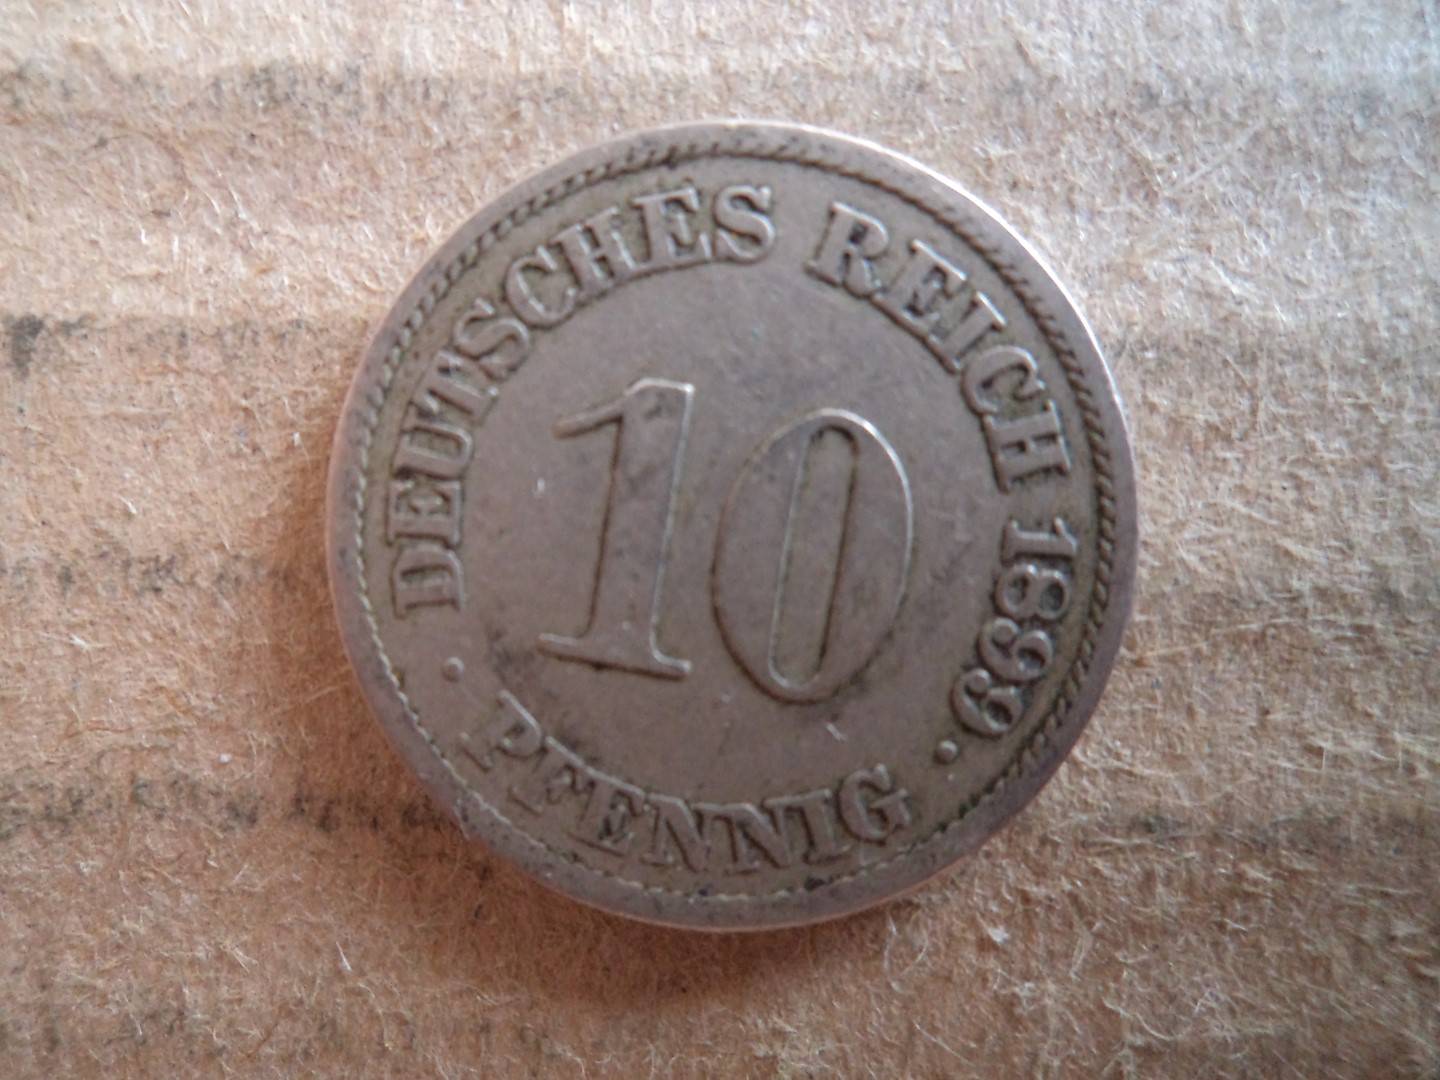 DEUTSCHES REICH 1899 .
10
. PFENNIG